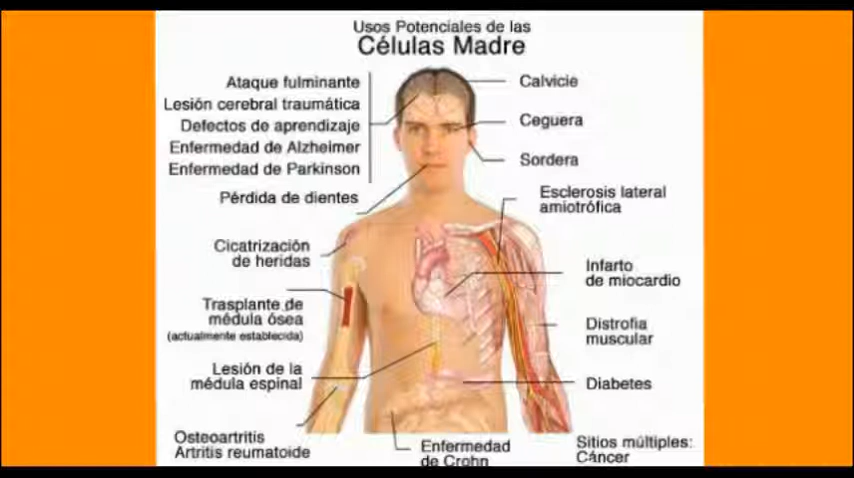 Usos Potenciales de las
Células Madre
Ataque fulminante
Lesión cerebral traumática
Defectos de aprendizaje
Enfermedad de Alzheimer
Enfermedad de Parkinson
Pérdida de dientes
Cicatrización
de heridas
Trasplante de
médula ósea
(actualmente establecida)
Lesión de la
médula espinal
Osteoartritis
Artritis reumatoide
Calvicie
Ceguera
Sordera
Esclerosis lateral
amiotrófica
Infarto
de miocardio
Distrofia
muscular
Diabetes
Enfermedad
de Crohn
Sitios múltiples:
Cáncer